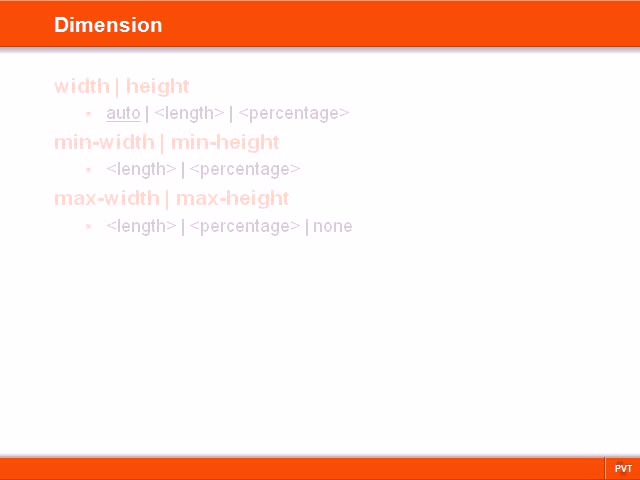 Dimension
width | height
auto | <length> | <percentage>
min-width | min-height
<length> | <percentage>
max-width | max-height
<length> | <percentage> | none
PVT